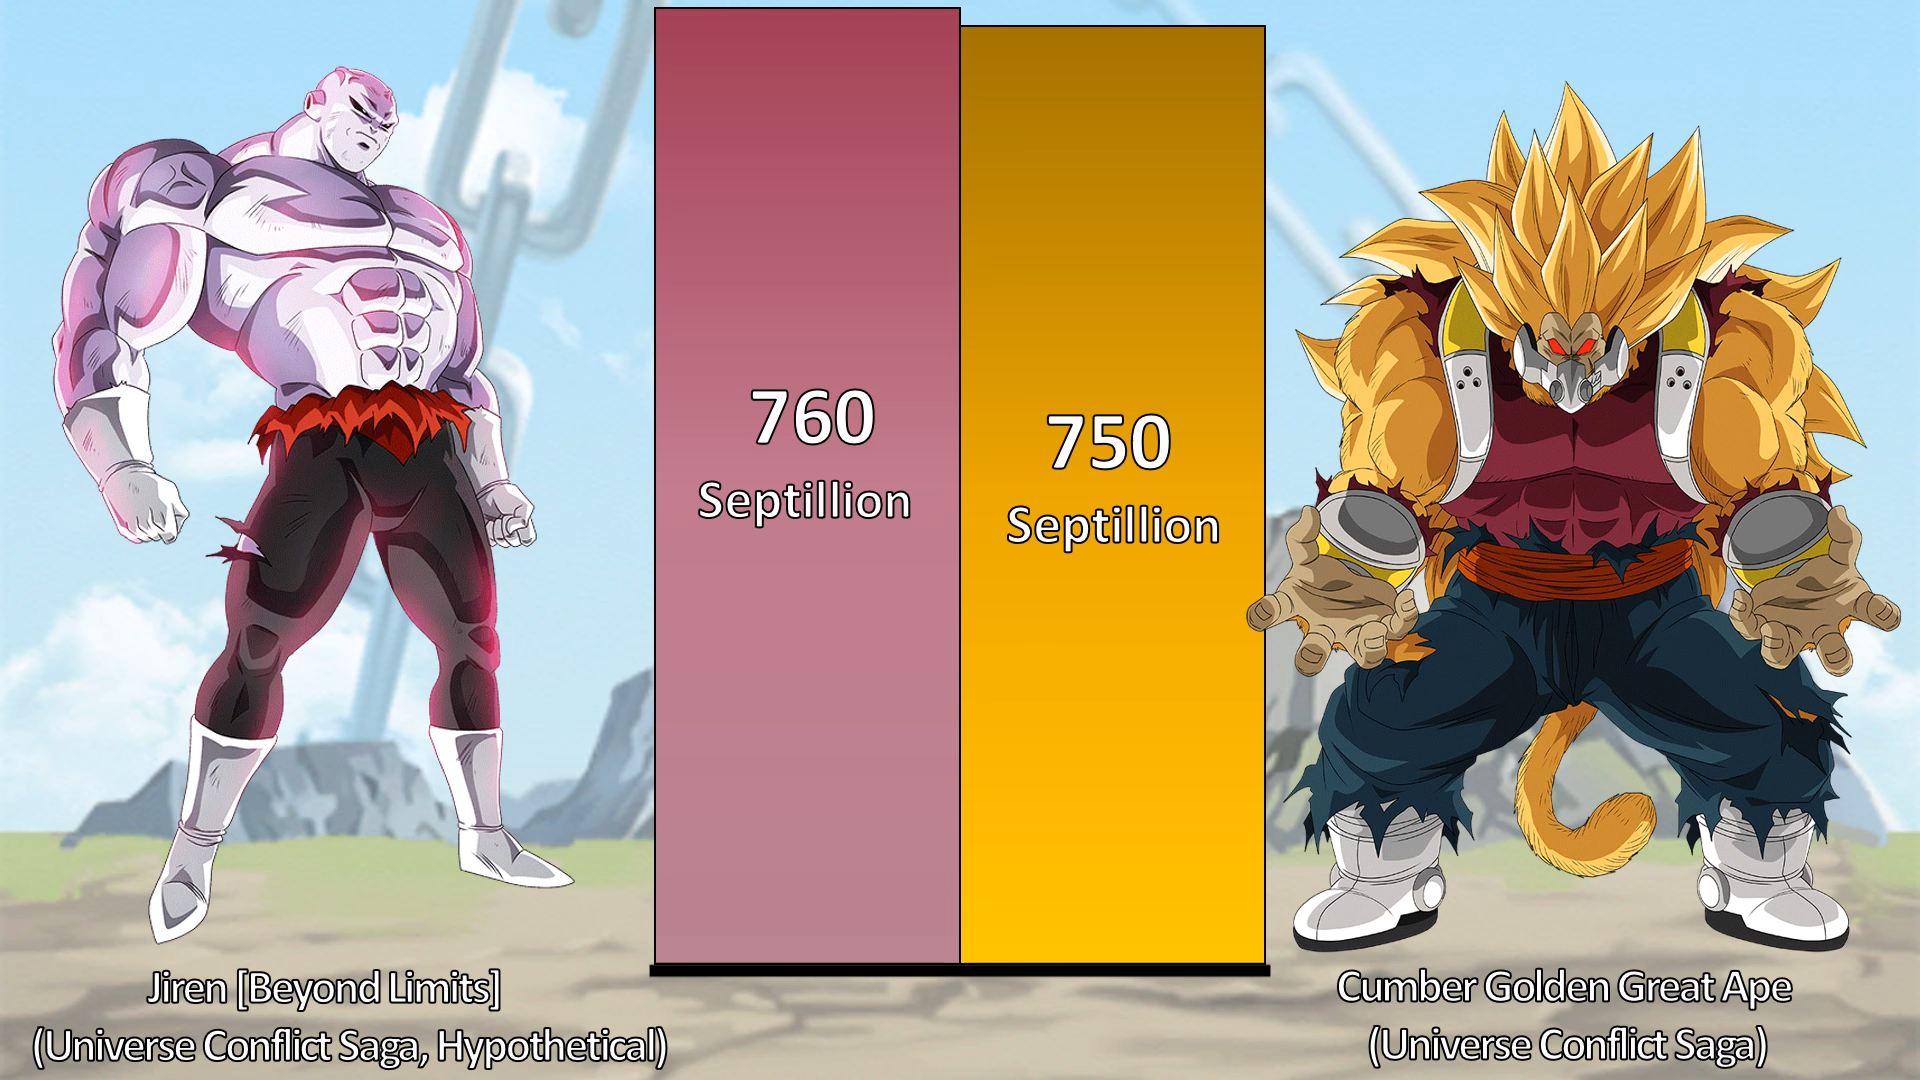 760
Septillion
750
Septillion
Jiren [Beyond Limits]
(Universe Conflict Saga, Hypothetical)
Cumber Golden Great Ape
(Universe Conflict Saga)